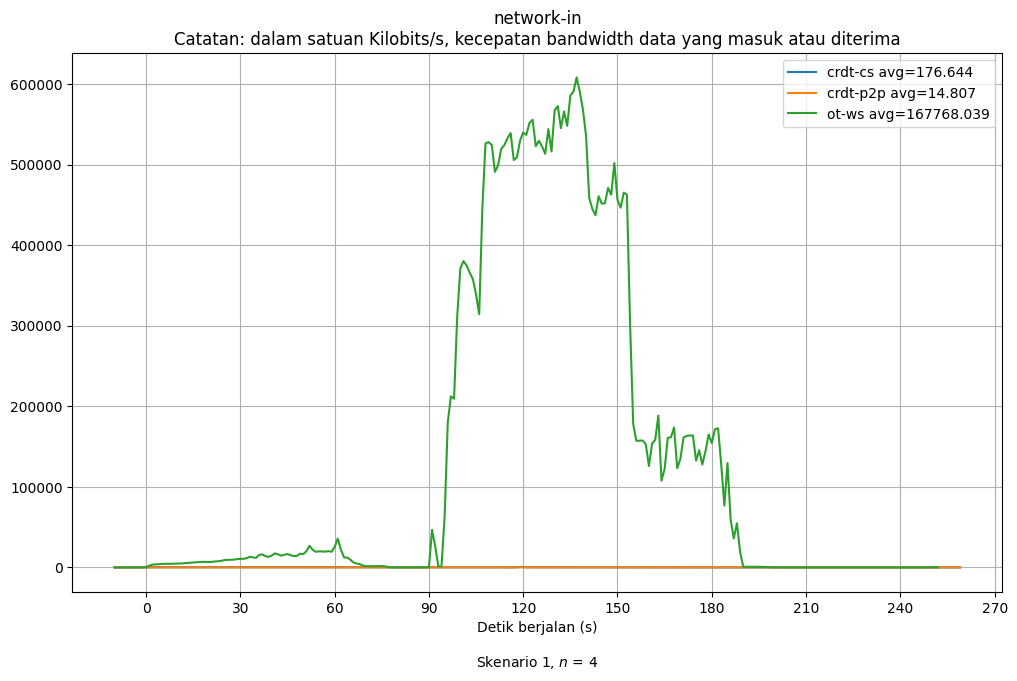 network-in
Catatan: dalam satuan Kilobits/s, kecepatan bandwidth data yang masuk atau diterima
crdt-cs avg=176.644
crdt-p2p avg=14.807
ot-ws avg=167768.039
600000
500000
400000
300000
200000
100000
0
0 30 60 90 120 150 180 210 240 270
Detik berjalan (s)
Skenario 1, n = 4